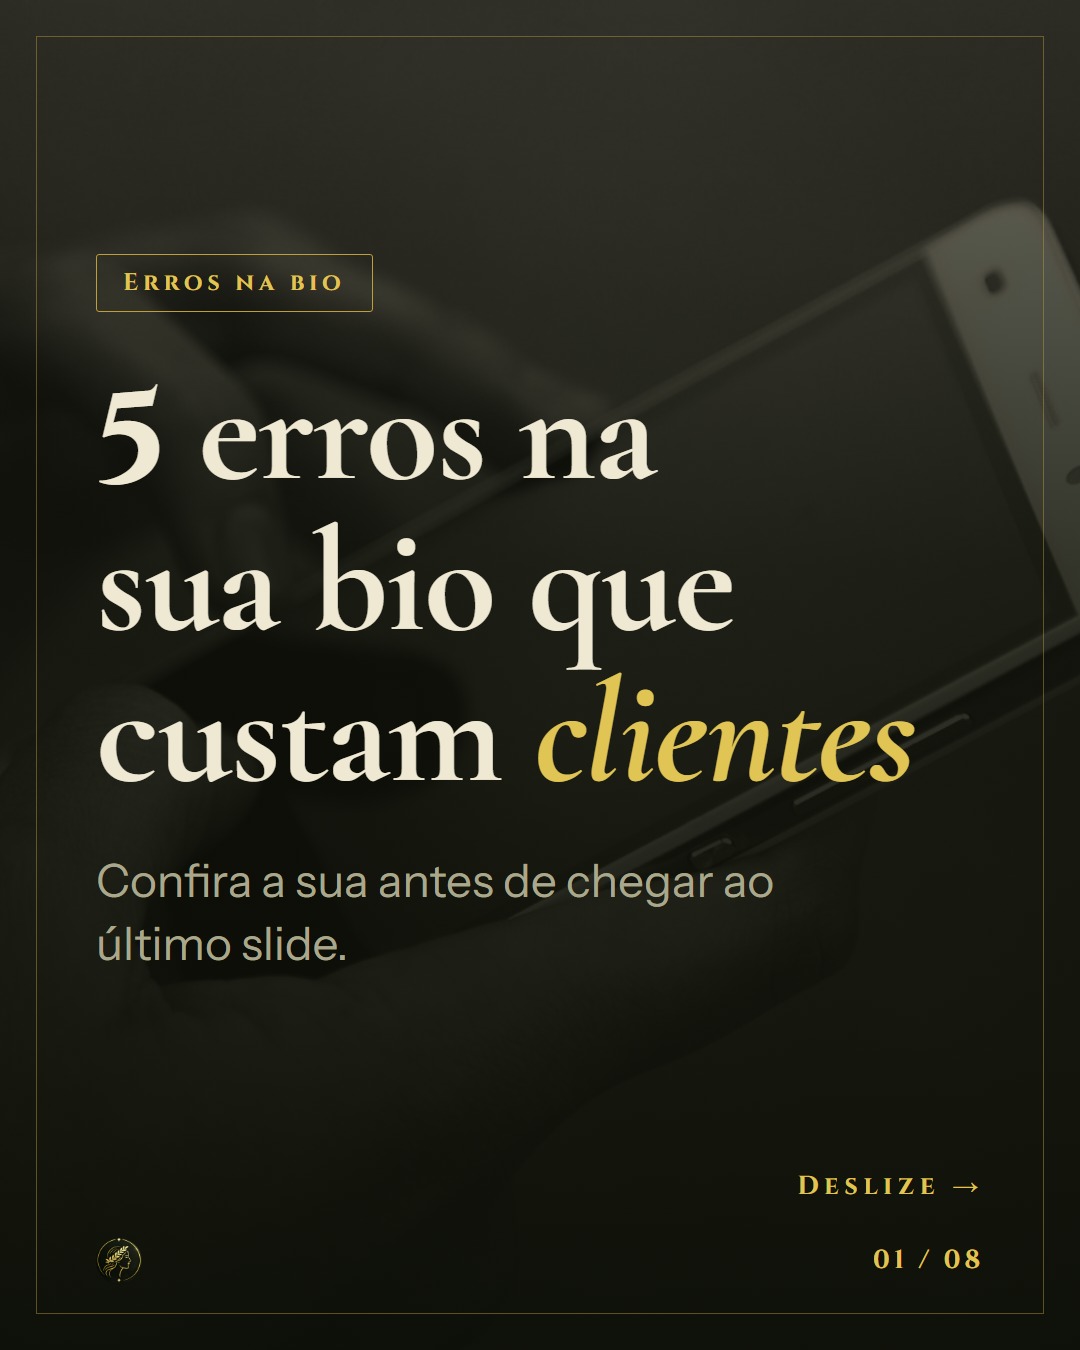 Erros na bio
5 erros na
sua bio que
custam clientes
Confira a sua antes de chegar ao
último slide.
Deslize →
01 / 08